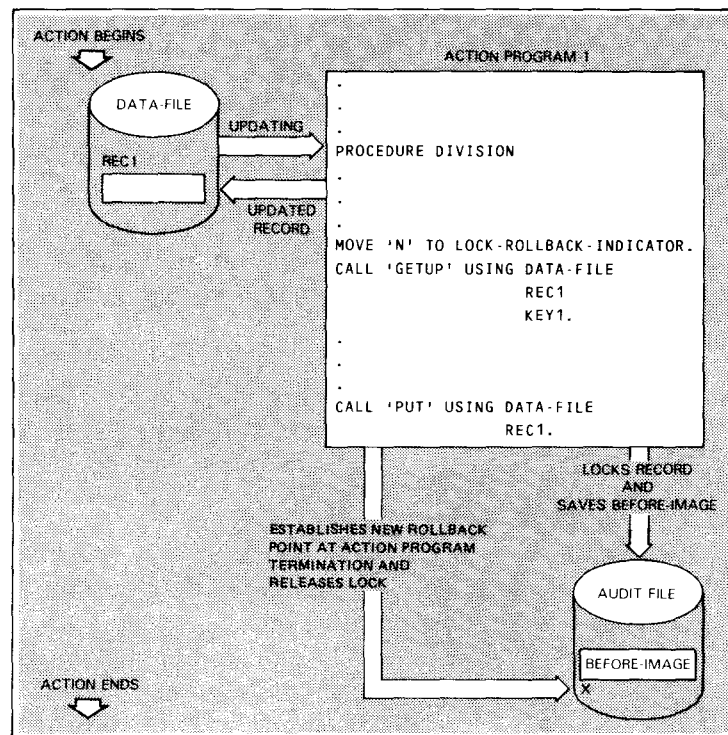 ACTION BEGINS
ACTION PROGRAM 1
DATA-FILE
UPDATING
REC1
UPDATED
RECORD
.
.
.
PROCEDURE DIVISION
.
.
.
MOVE 'N' TO LOCK-ROLLBACK-INDICATOR.
CALL 'GETUP' USING DATA-FILE
REC1
KEY1.
.
.
.
CALL 'PUT' USING DATA-FILE
REC1.
LOCKS RECORD
AND
SAVES BEFORE-IMAGE
ESTABLISHES NEW ROLLBACK
POINT AT ACTION PROGRAM
TERMINATION AND
RELEASES LOCK
AUDIT FILE
BEFORE-IMAGE
X
ACTION ENDS